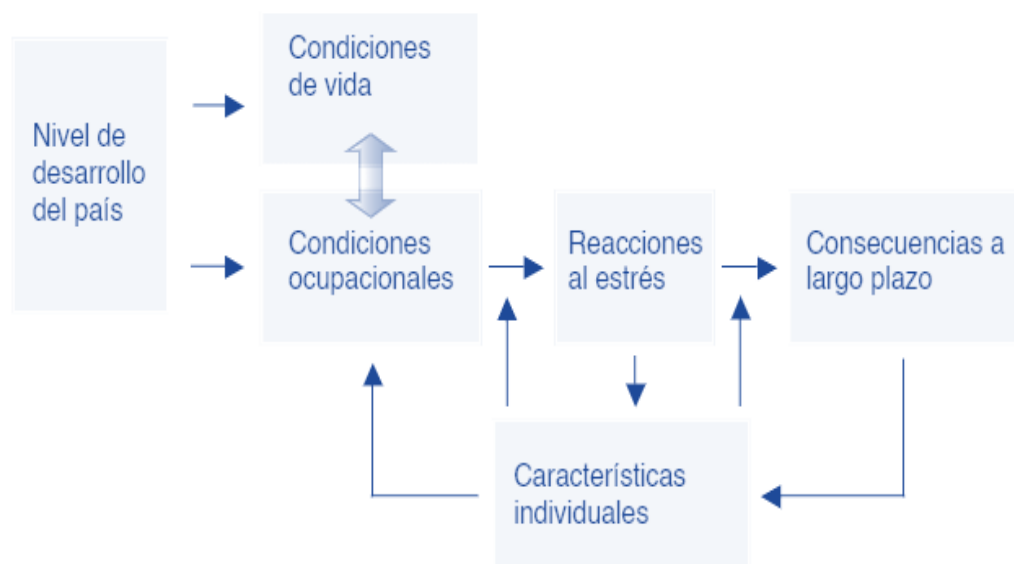 Condiciones
de vida
Nivel de
desarrollo
del país
Condiciones
ocupacionales
Reacciones
al estrés
Consecuencias a
largo plazo
Características
individuales